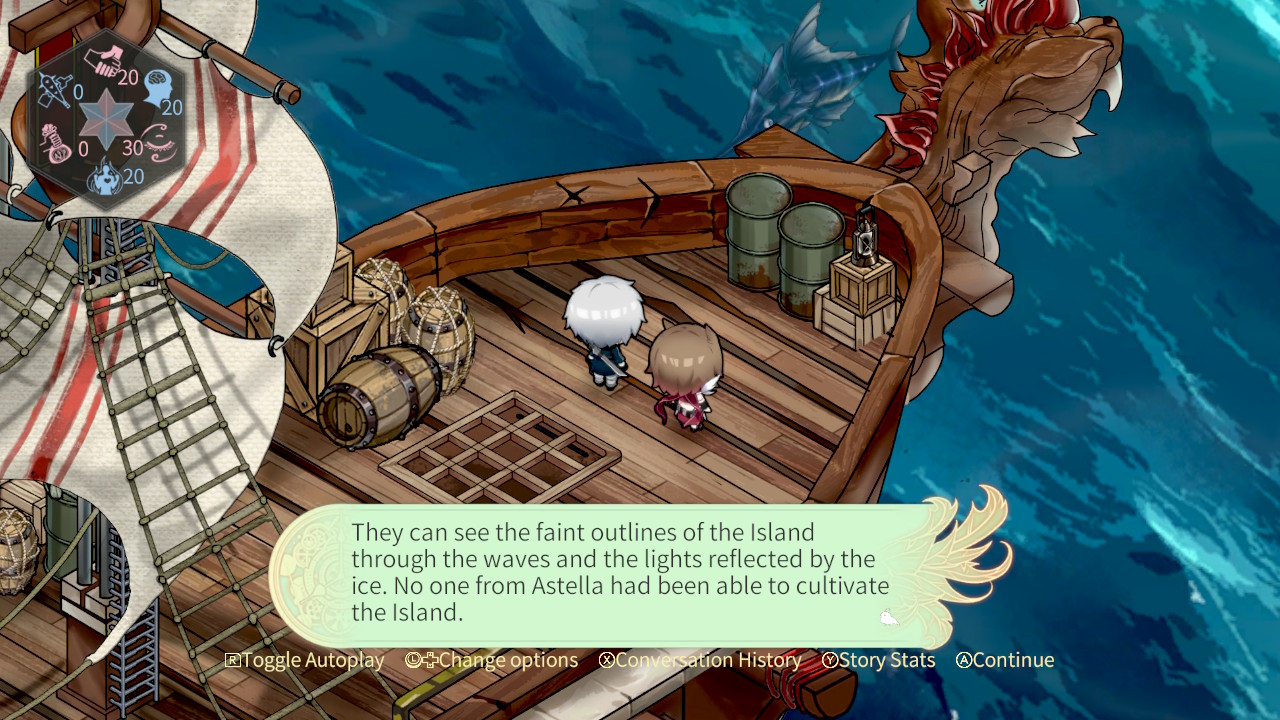 20
0
20
0
30
20
They can see the faint outlines of the Island
through the waves and the lights reflected by the
ice. No one from Astella had been able to cultivate
the Island.
R Toggle Autoplay L Change options X Conversation History Y Story Stats A Continue